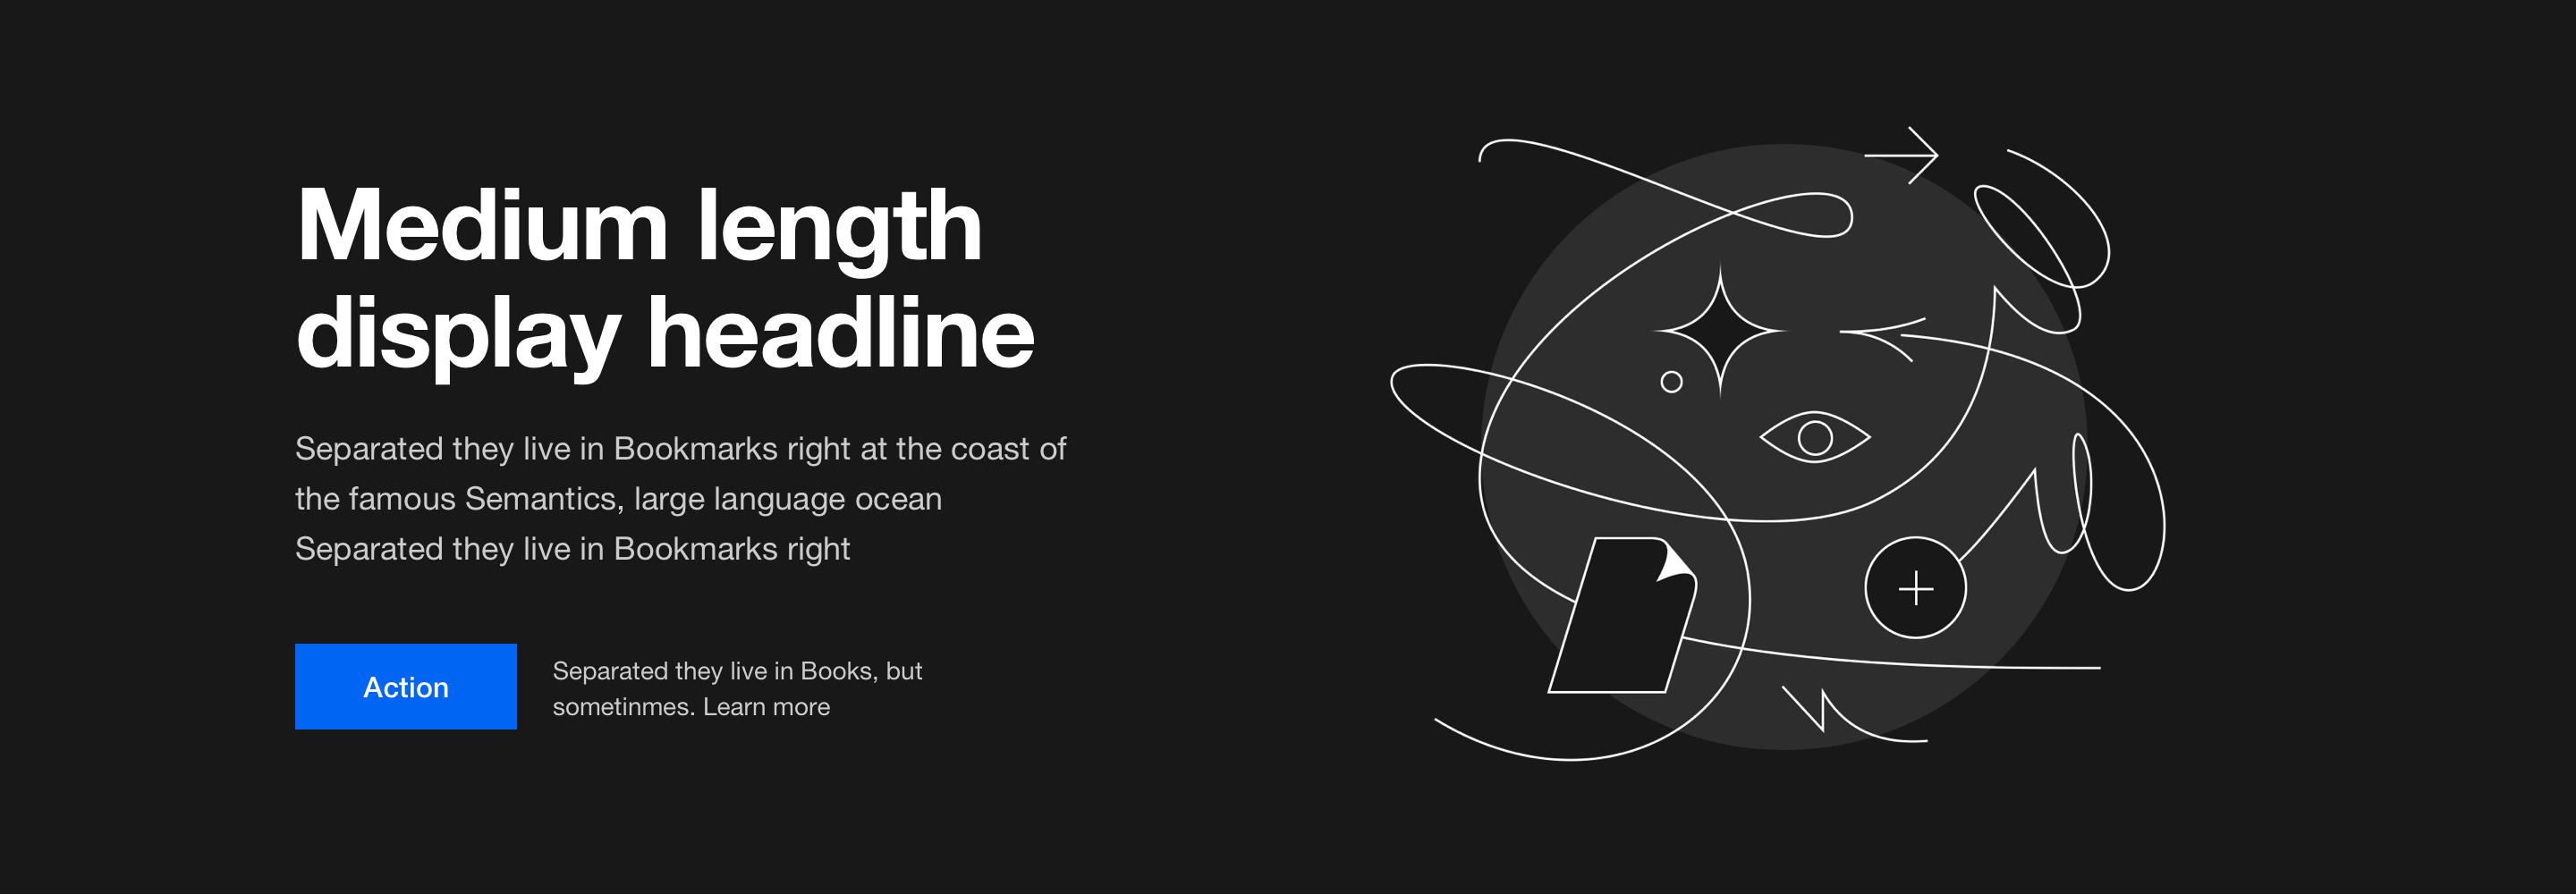 Medium length
display headline
Separated they live in Bookmarks right at the coast of
the famous Semantics, large language ocean
Separated they live in Bookmarks right
Action
Separated they live in Books, but
sometinmes. Learn more